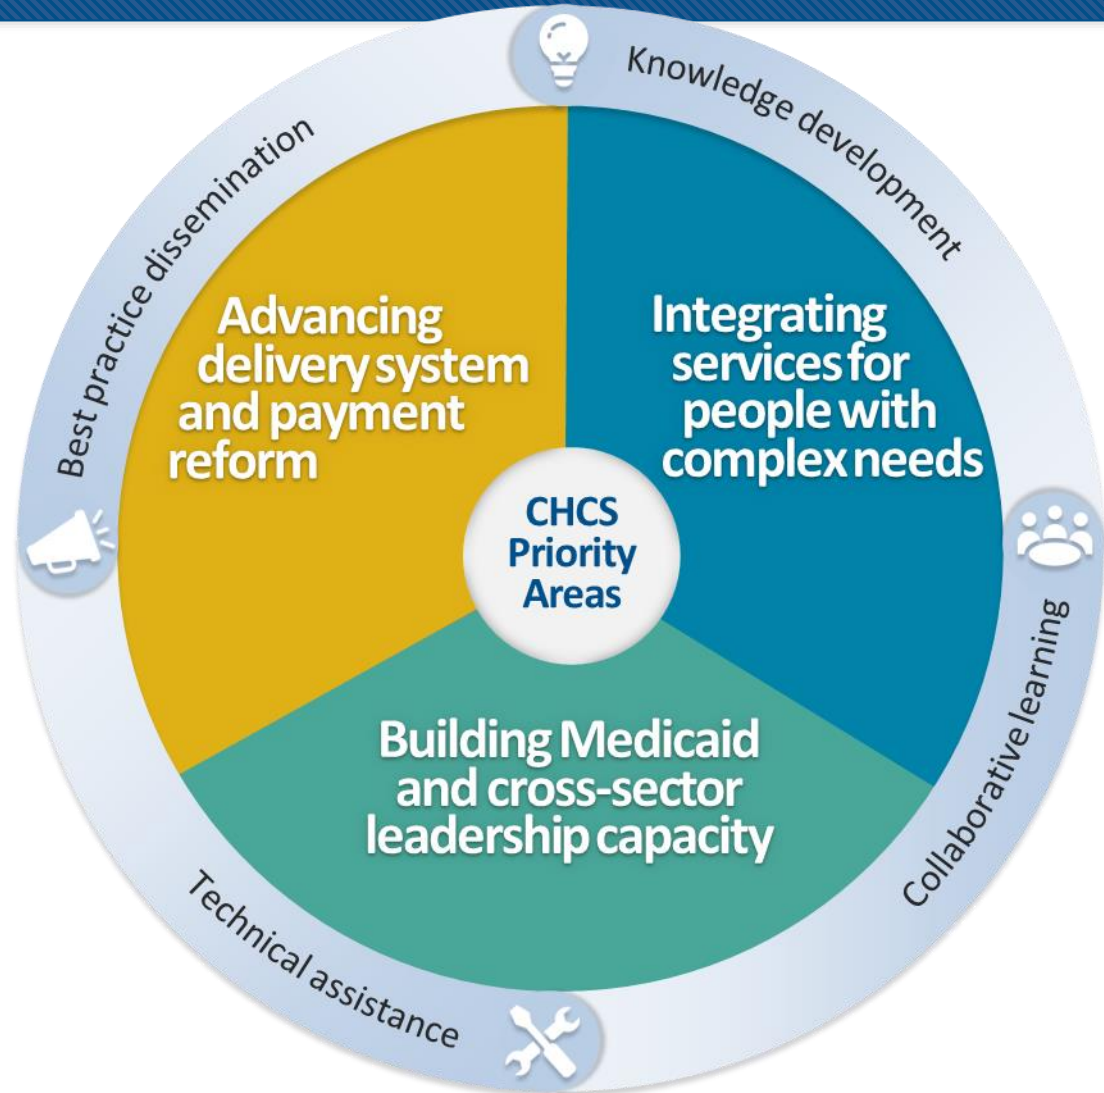 Knowledge development
Best practice dissemination
Advancing
delivery system
and payment
reform
Integrating
services for
people with
complex needs
CHCS
Priority
Areas
Building Medicaid
and cross-sector
leadership capacity
Collaborative learning
Technical assistance